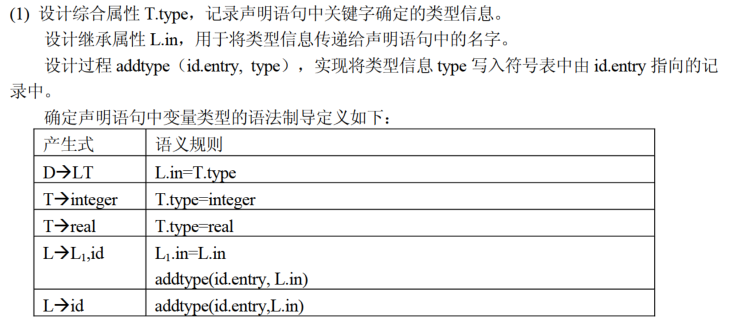 (1) 设计综合属性 T.type，记录声明语句中关键字确定的类型信息。
设计继承属性 L.in，用于将类型信息传递给声明语句中的名字。
设计过程 addtype（id.entry, type），实现将类型信息 type 写入符号表中由 id.entry 指向的记
录中。
确定声明语句中变量类型的语法制导定义如下：
产生式 语义规则
D→LT L.in=T.type
T→integer T.type=integer
T→real T.type=real
L→L₁,id L₁.in=L.in
addtype(id.entry, L.in)
L→id addtype(id.entry,L.in)